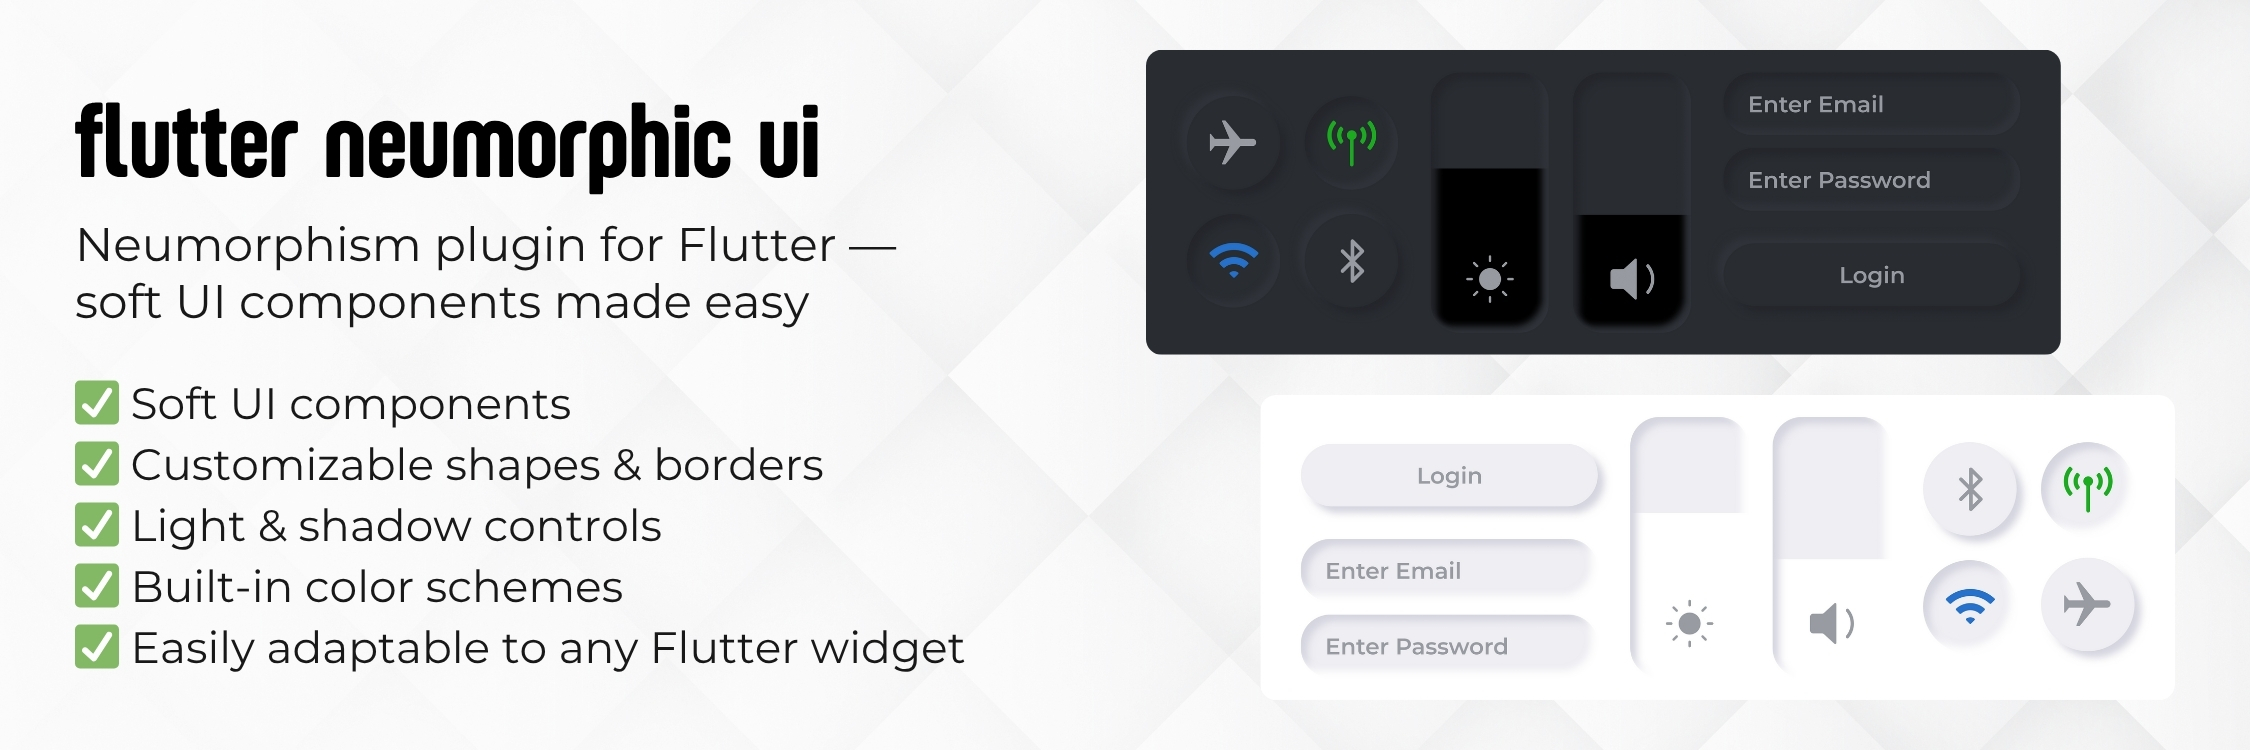 flutter neumorphic ui
Neumorphism plugin for Flutter —
soft UI components made easy
✅ Soft UI components
✅ Customizable shapes & borders
✅ Light & shadow controls
✅ Built-in color schemes
✅ Easily adaptable to any Flutter widget
Enter Email
Enter Password
Login
Login
Enter Email
Enter Password